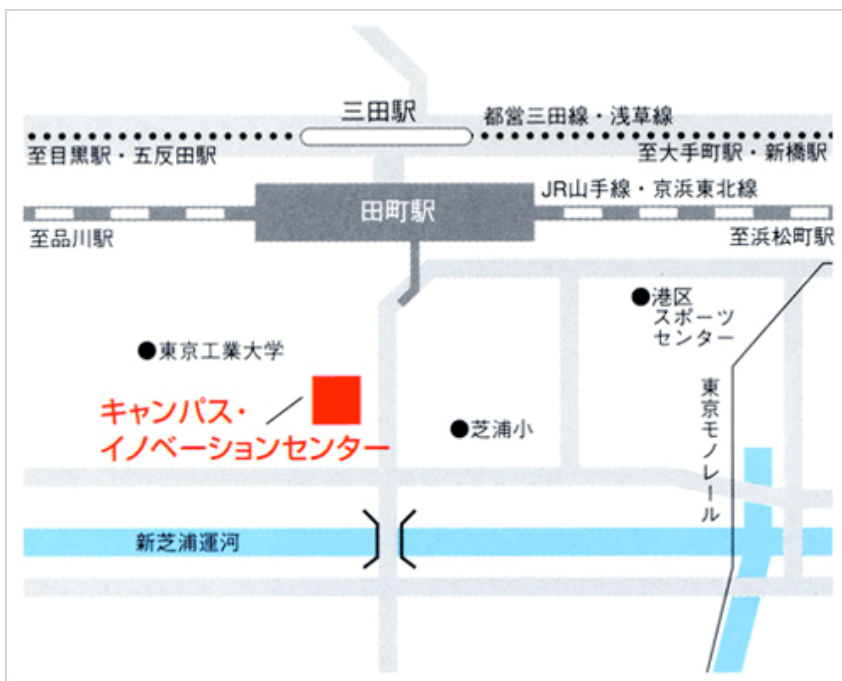 三田駅
都営三田線・浅草線
至目黒駅・五反田駅
至大手町駅・新橋駅
JR山手線・京浜東北線
田町駅
至品川駅
至浜松町駅
●港区
スポーツ
センター
●東京工業大学
キャンパス・
イノベーションセンター
●芝浦小
東京モノレール
新芝浦運河